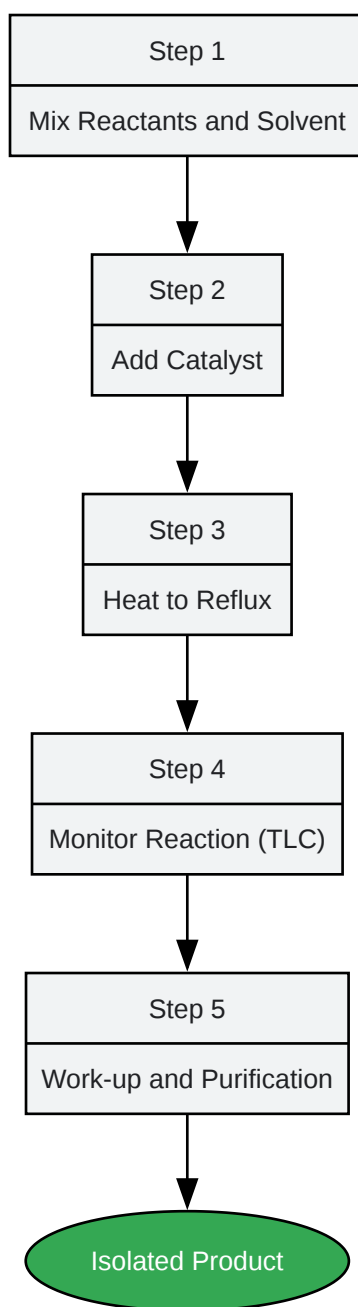 Step 1
Mix Reactants and Solvent
Step 2
Add Catalyst
Step 3
Heat to Reflux
Step 4
Monitor Reaction (TLC)
Step 5
Work-up and Purification
Isolated Product